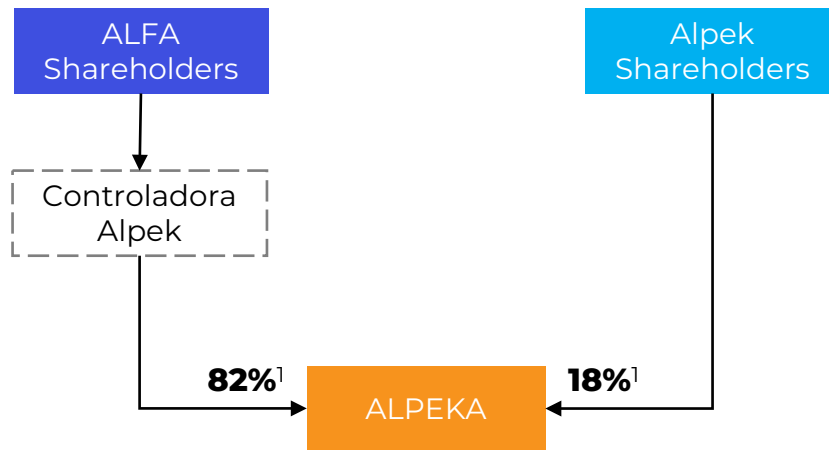 ALFA
Shareholders
Alpek
Shareholders
Controladora
Alpek
82%¹
18%¹
ALPEKA